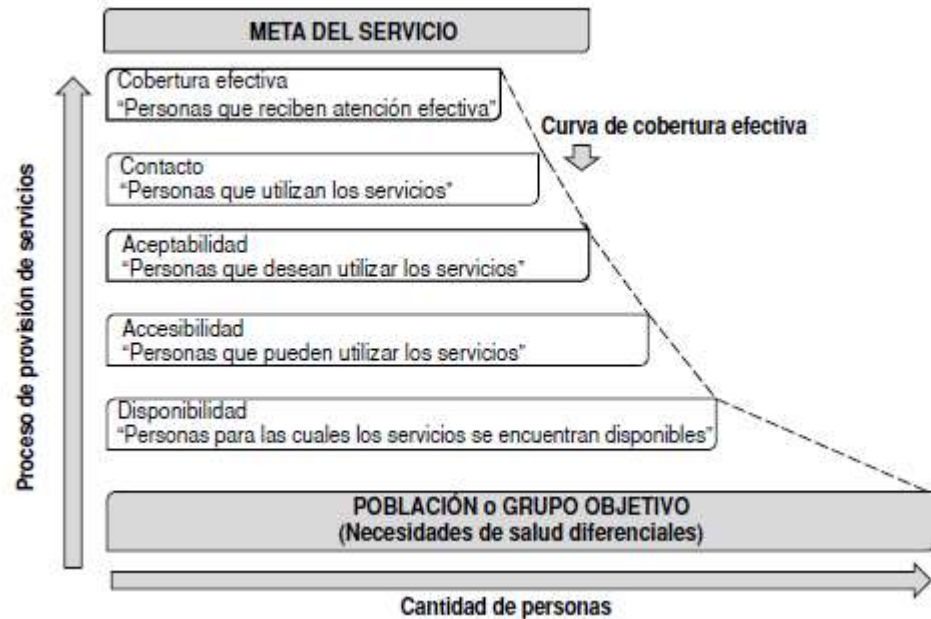 META DEL SERVICIO
Cobertura efectiva
“Personas que reciben atención efectiva”
Curva de cobertura efectiva
Contacto
“Personas que utilizan los servicios”
Aceptabilidad
“Personas que desean utilizar los servicios”
Accesibilidad
“Personas que pueden utilizar los servicios”
Disponibilidad
“Personas para las cuales los servicios se encuentran disponibles”
POBLACIÓN o GRUPO OBJETIVO
(Necesidades de salud diferenciales)
Proceso de provisión de servicios
Cantidad de personas